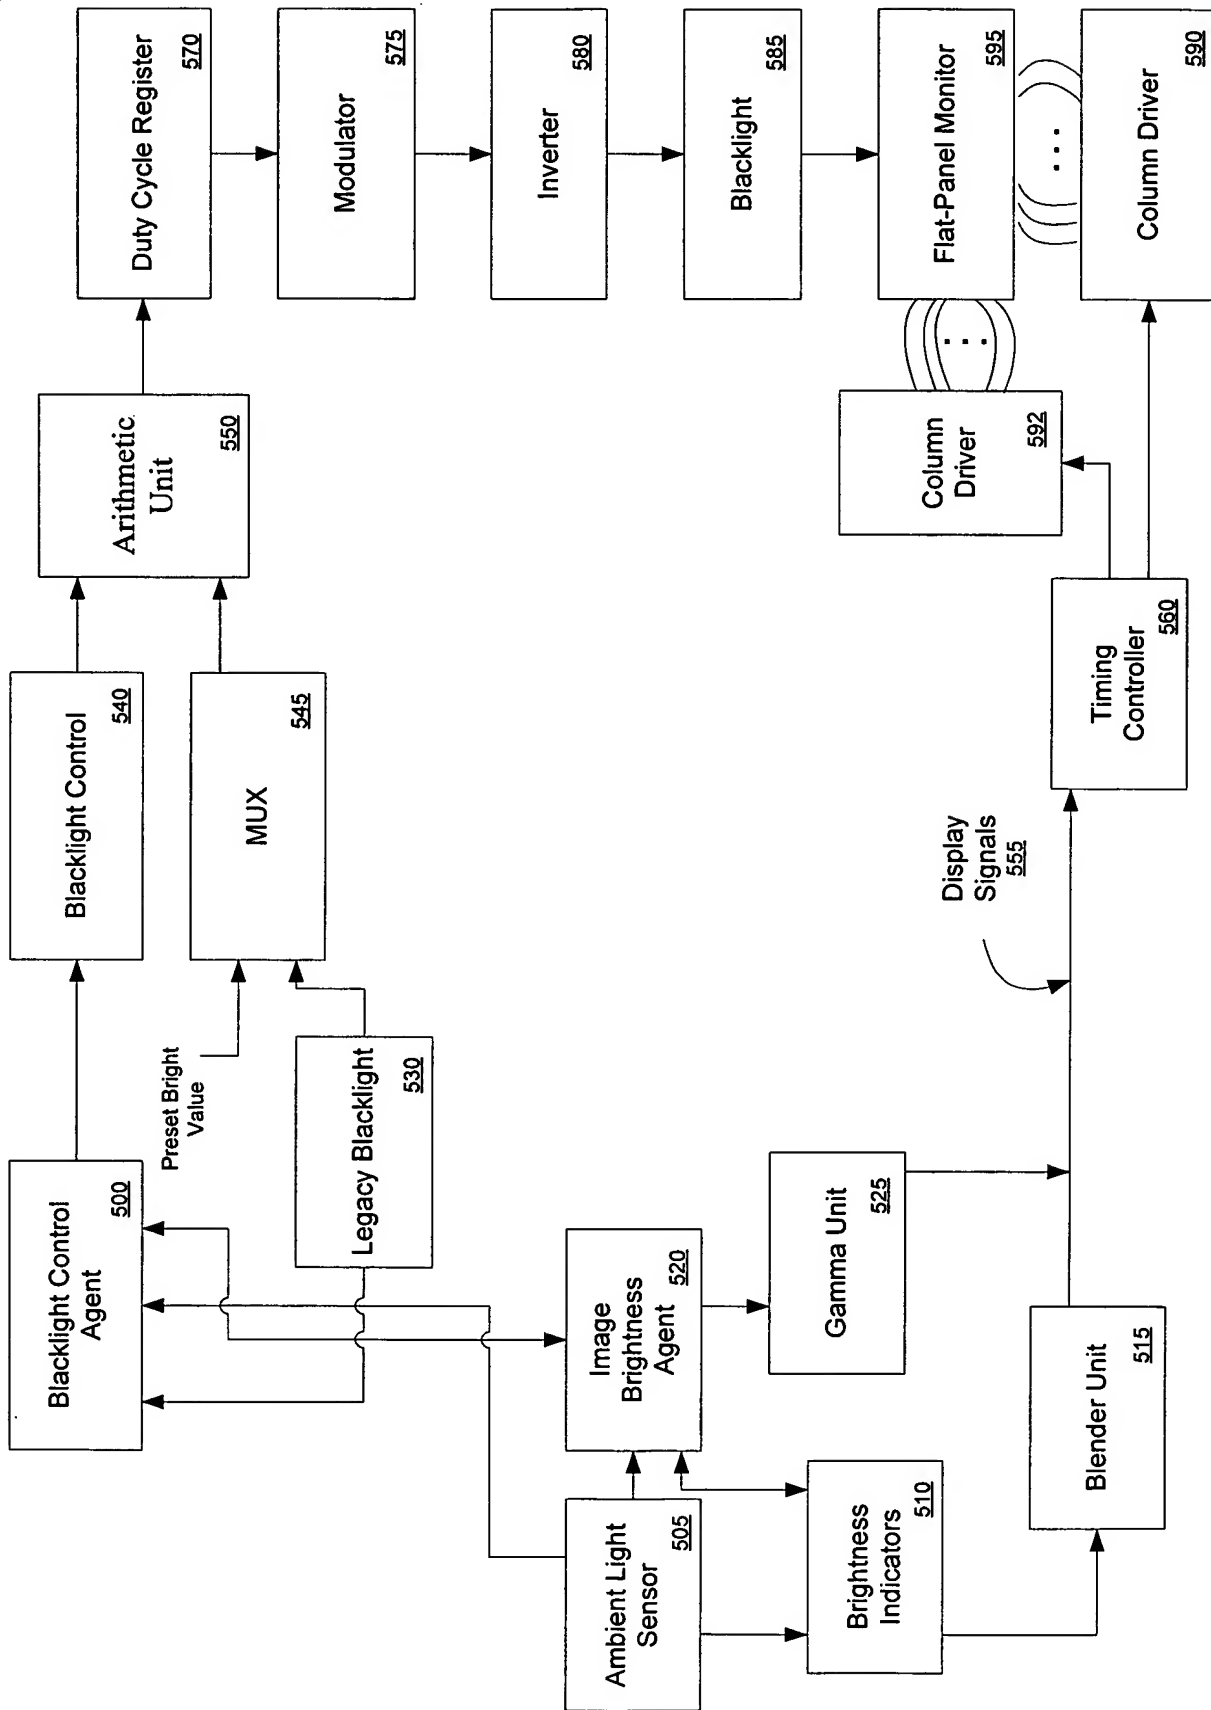 Blacklight Control
Agent
500
Blacklight Control
540
Arithmetic
Unit
550
Duty Cycle Register
570
Preset Bright
Value
MUX
545
Legacy Blacklight
530
Modulator
575
Inverter
580
Blacklight
585
Ambient Light
Sensor
505
Image
Brightness
Agent
520
Brightness
Indicators
510
Gamma Unit
525
Blender Unit
515
Display
Signals
555
Timing
Controller
560
Column
Driver
592
Flat-Panel Monitor
595
Column Driver
590